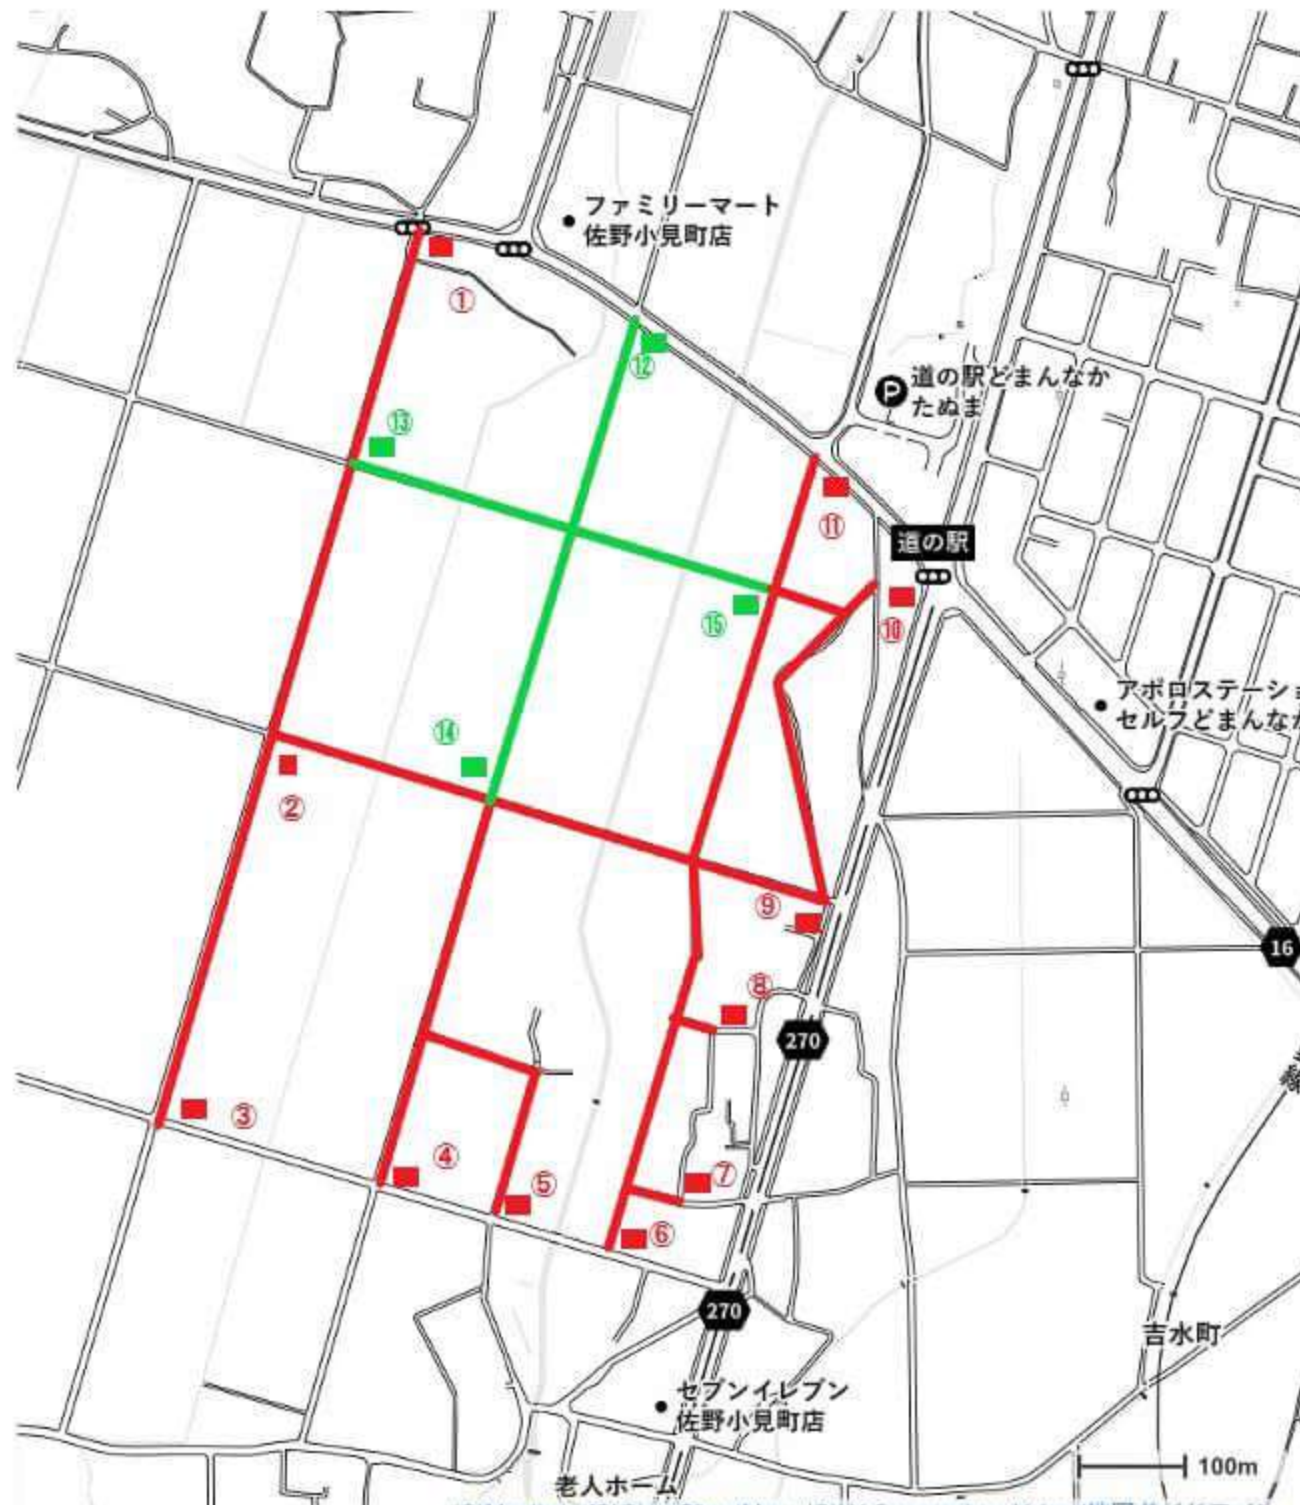 ファミリーマート
佐野小見町店
①
⑫
道の駅どまんなか
たぬま
⑬
⑪
道の駅
⑮
⑩
アポロステーショ
セルフどまんなか
⑭
②
⑨
16
⑧
270
③
④
⑤
⑦
⑥
270
吉水町
セブンイレブン
佐野小見町店
100m
老人ホーム